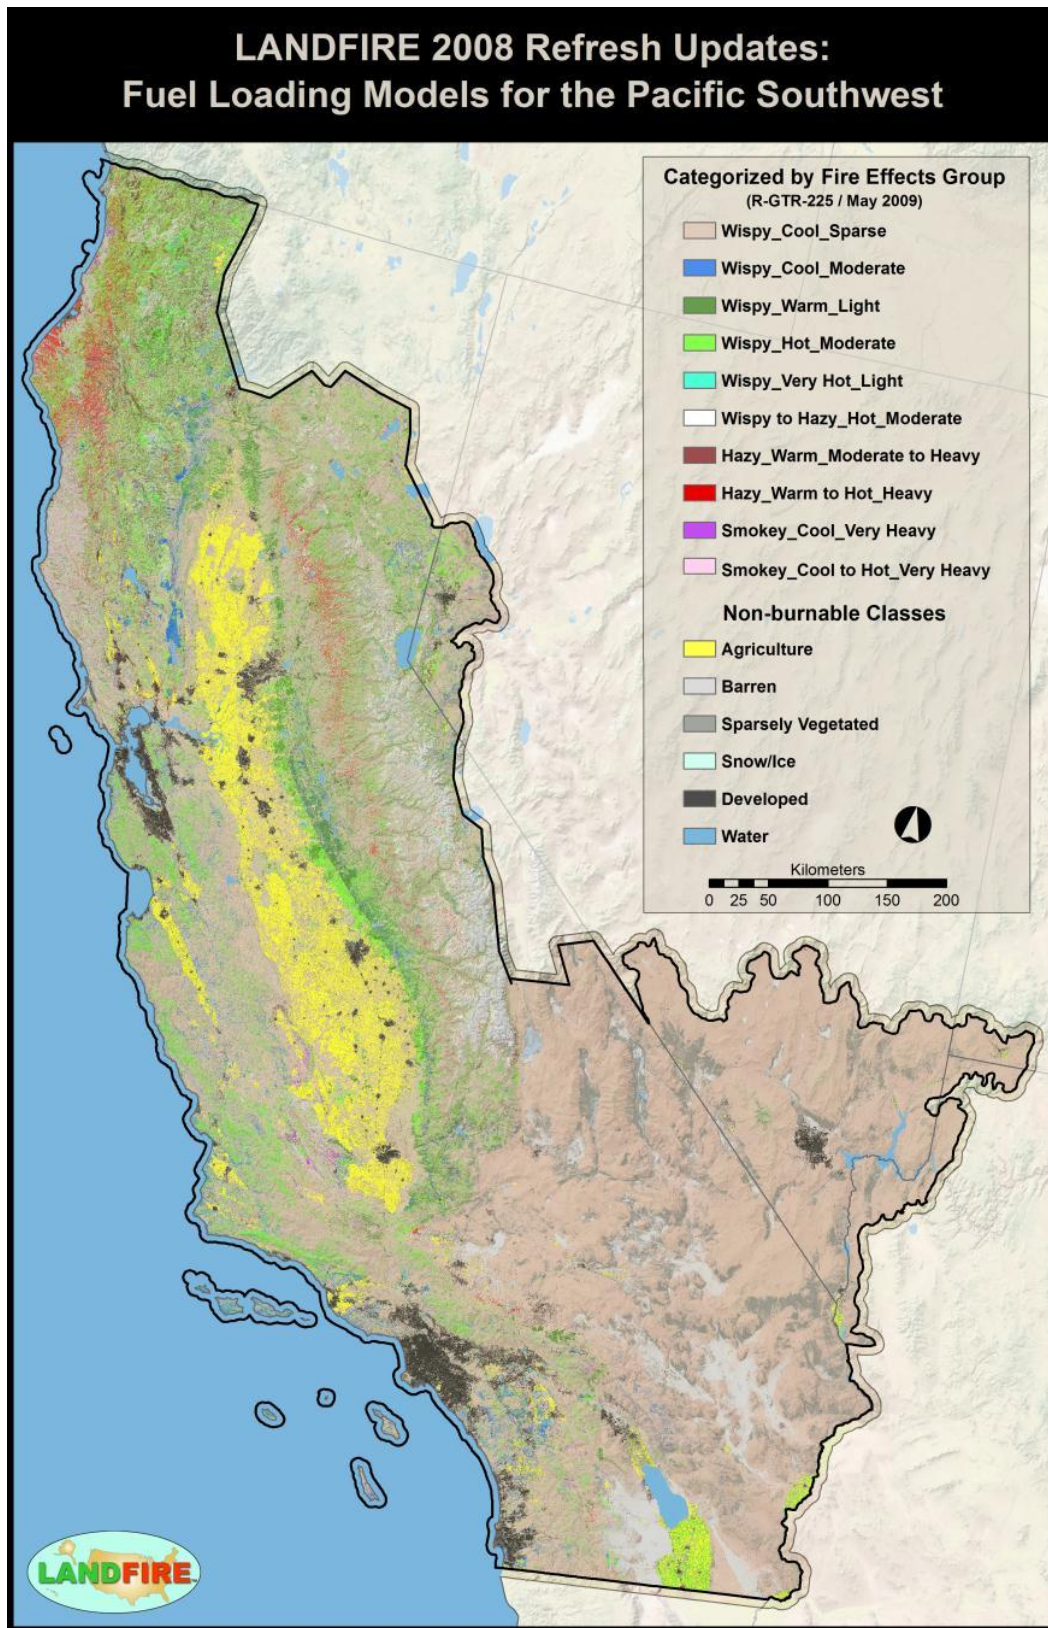 LANDFIRE 2008 Refresh Updates:
Fuel Loading Models for the Pacific Southwest
Categorized by Fire Effects Group
(R-GTR-225 / May 2009)
Wispy_Cool_Sparse
Wispy_Cool_Moderate
Wispy_Warm_Light
Wispy_Hot_Moderate
Wispy_Very Hot_Light
Wispy to Hazy_Hot_Moderate
Hazy_Warm_Moderate to Heavy
Hazy_Warm to Hot_Heavy
Smokey_Cool_Very Heavy
Smokey_Cool to Hot_Very Heavy
Non-burnable Classes
Agriculture
Barren
Sparsely Vegetated
Snow/Ice
Developed
Water
Kilometers
0 25 50 100 150 200
LANDFIRE